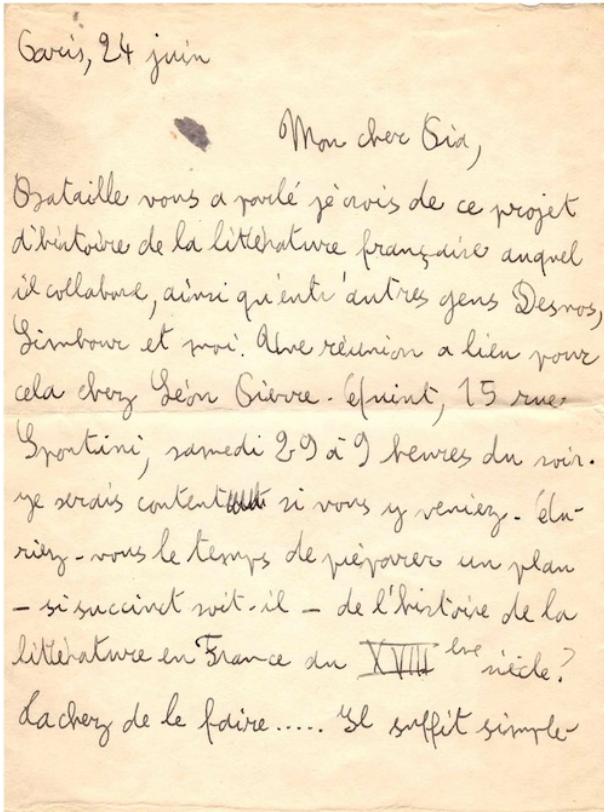 Paris, 24 juin
Mon cher Pia,
Bataille vous a parlé je crois de ce projet
d'histoire de la littérature française auquel
il collabore, ainsi qu'entr'autres gens Desnos,
Limbour et moi. Une réunion a lieu pour
cela chez Léon Pierre-Quint, 15 rue
Spontini, samedi 29 à 9 heures du soir.
Je serais content si vous y veniez. Au-
riez-vous le temps de préparer un plan
– si succinct soit-il – de l'histoire de la
littérature en France du XVIII ème siècle?
Tachez de le faire..... Il suffit simple-